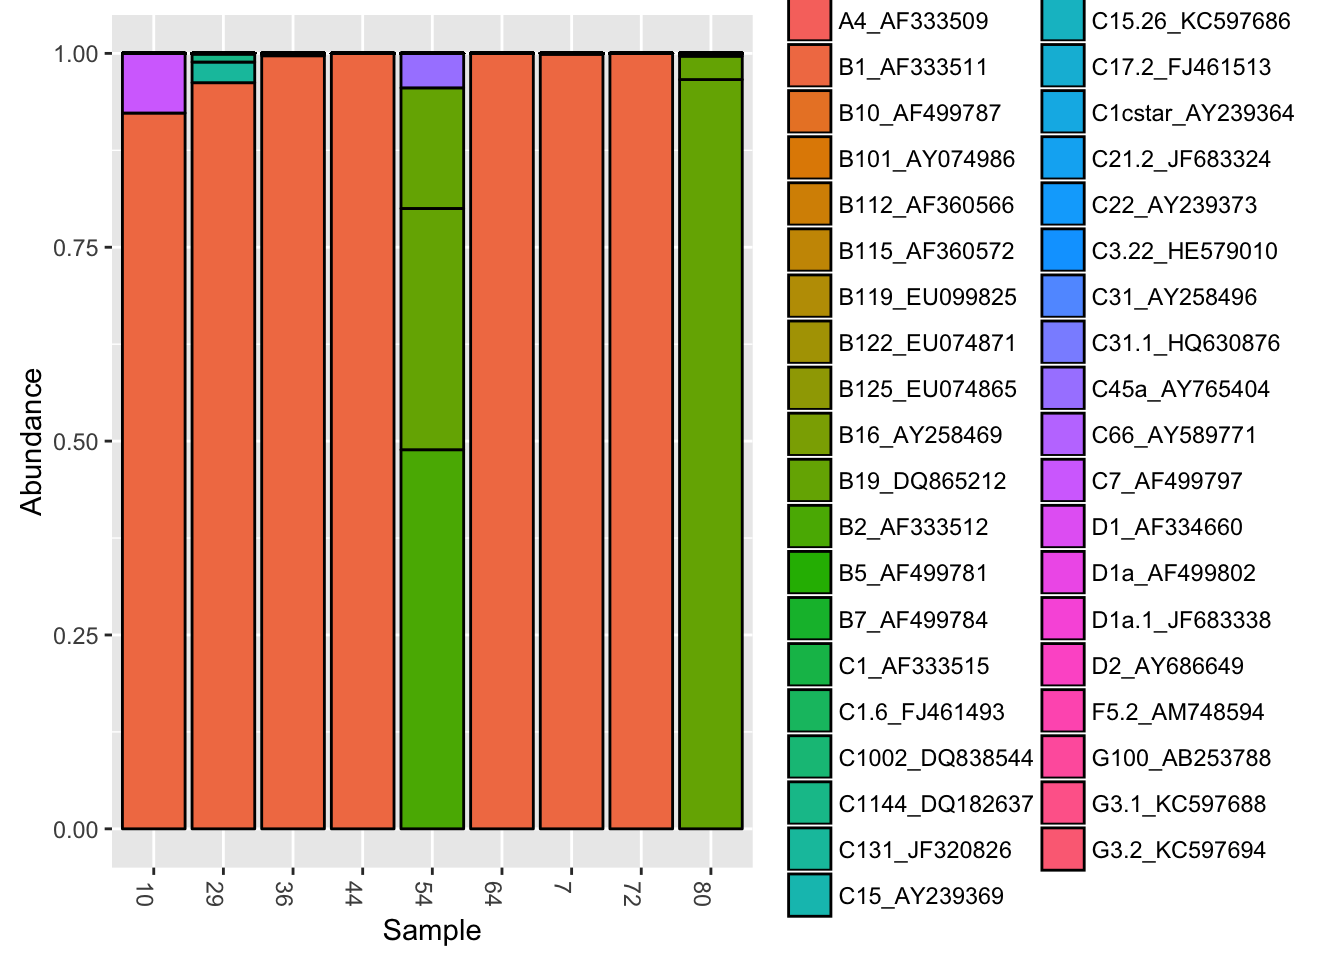 1.00
0.75
0.50
0.25
0.00
Abundance
10
29
36
44
54
64
7
72
80
Sample
A4_AF333509
B1_AF333511
B10_AF499787
B101_AY074986
B112_AF360566
B115_AF360572
B119_EU099825
B122_EU074871
B125_EU074865
B16_AY258469
B19_DQ865212
B2_AF333512
B5_AF499781
B7_AF499784
C1_AF333515
C1.6_FJ461493
C1002_DQ838544
C1144_DQ182637
C131_JF320826
C15_AY239369
C15.26_KC597686
C17.2_FJ461513
C1cstar_AY239364
C21.2_JF683324
C22_AY239373
C3.22_HE579010
C31_AY258496
C31.1_HQ630876
C45a_AY765404
C66_AY589771
C7_AF499797
D1_AF334660
D1a_AF499802
D1a.1_JF683338
D2_AY686649
F5.2_AM748594
G100_AB253788
G3.1_KC597688
G3.2_KC597694